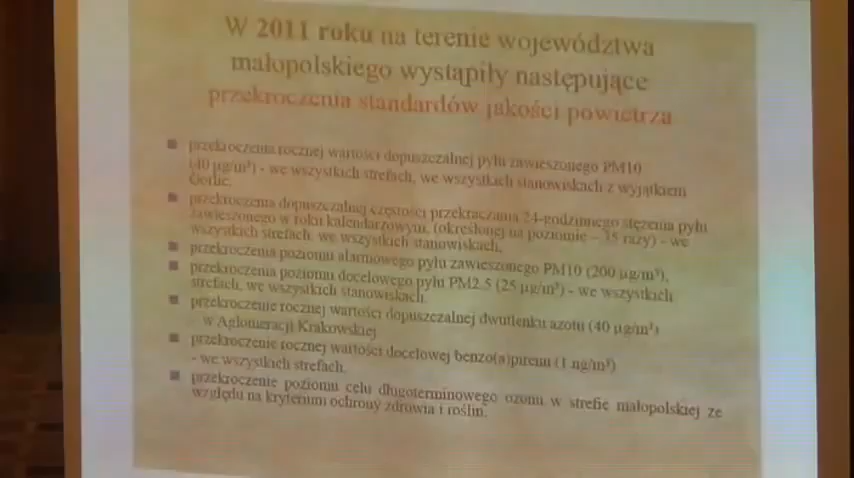 W 2011 roku na terenie województwa
małopolskiego wystąpiły następujące
przekroczenia standardów jakości powietrza
przekroczenia rocznej wartości dopuszczalnej pyłu zawieszonego PM10
(40 µg/m³) - we wszystkich strefach, we wszystkich stanowiskach z wyjątkiem
Gorlic,
przekroczenia dopuszczalnej częstości przekraczania 24-godzinnego stężenia pyłu
zawieszonego w roku kalendarzowym, (określonej na poziomie – 35 razy) - we
wszystkich strefach, we wszystkich stanowiskach,
przekroczenia poziomu alarmowego pyłu zawieszonego PM10 (200 µg/m³),
przekroczenia poziomu docelowego pyłu PM2.5 (25 µg/m³) - we wszystkich
strefach, we wszystkich stanowiskach
przekroczenie rocznej wartości dopuszczalnej dwutlenku azotu (40 µg/m³)
- w Aglomeracji Krakowskiej
przekroczenie rocznej wartości docelowej benzo(a)pirenu (1 ng/m³)
- we wszystkich strefach,
przekroczenie poziomu celu długoterminowego ozonu w strefie małopolskiej ze
względu na kryterium ochrony zdrowia i roślin.